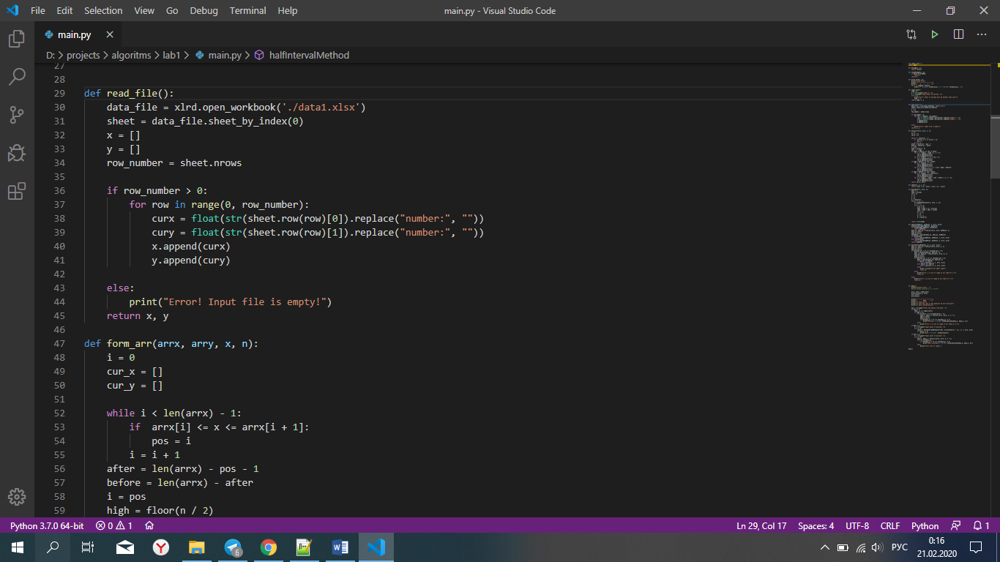 File Edit Selection View Go Debug Terminal Help main.py - Visual Studio Code
main.py
D: > projects > algoritms > lab1 > main.py > halfIntervalMethod
27
28
29 def read_file():
30     data_file = xlrd.open_workbook('./data1.xlsx')
31     sheet = data_file.sheet_by_index(0)
32     x = []
33     y = []
34     row_number = sheet.nrows
35
36     if row_number > 0:
37         for row in range(0, row_number):
38             curx = float(str(sheet.row(row)[0]).replace("number:", ""))
39             cury = float(str(sheet.row(row)[1]).replace("number:", ""))
40             x.append(curx)
41             y.append(cury)
42
43     else:
44         print("Error! Input file is empty!")
45     return x, y
46
47 def form_arr(arrx, arry, x, n):
48     i = 0
49     cur_x = []
50     cur_y = []
51
52     while i < len(arrx) - 1:
53         if  arrx[i] <= x <= arrx[i + 1]:
54             pos = i
55         i = i + 1
56     after = len(arrx) - pos - 1
57     before = len(arrx) - after
58     i = pos
59     high = floor(n / 2)
Python 3.7.0 64-bit 0 1 Ln 29, Col 17 Spaces: 4 UTF-8 CRLF Python 1
6 РУС 0:16
21.02.2020